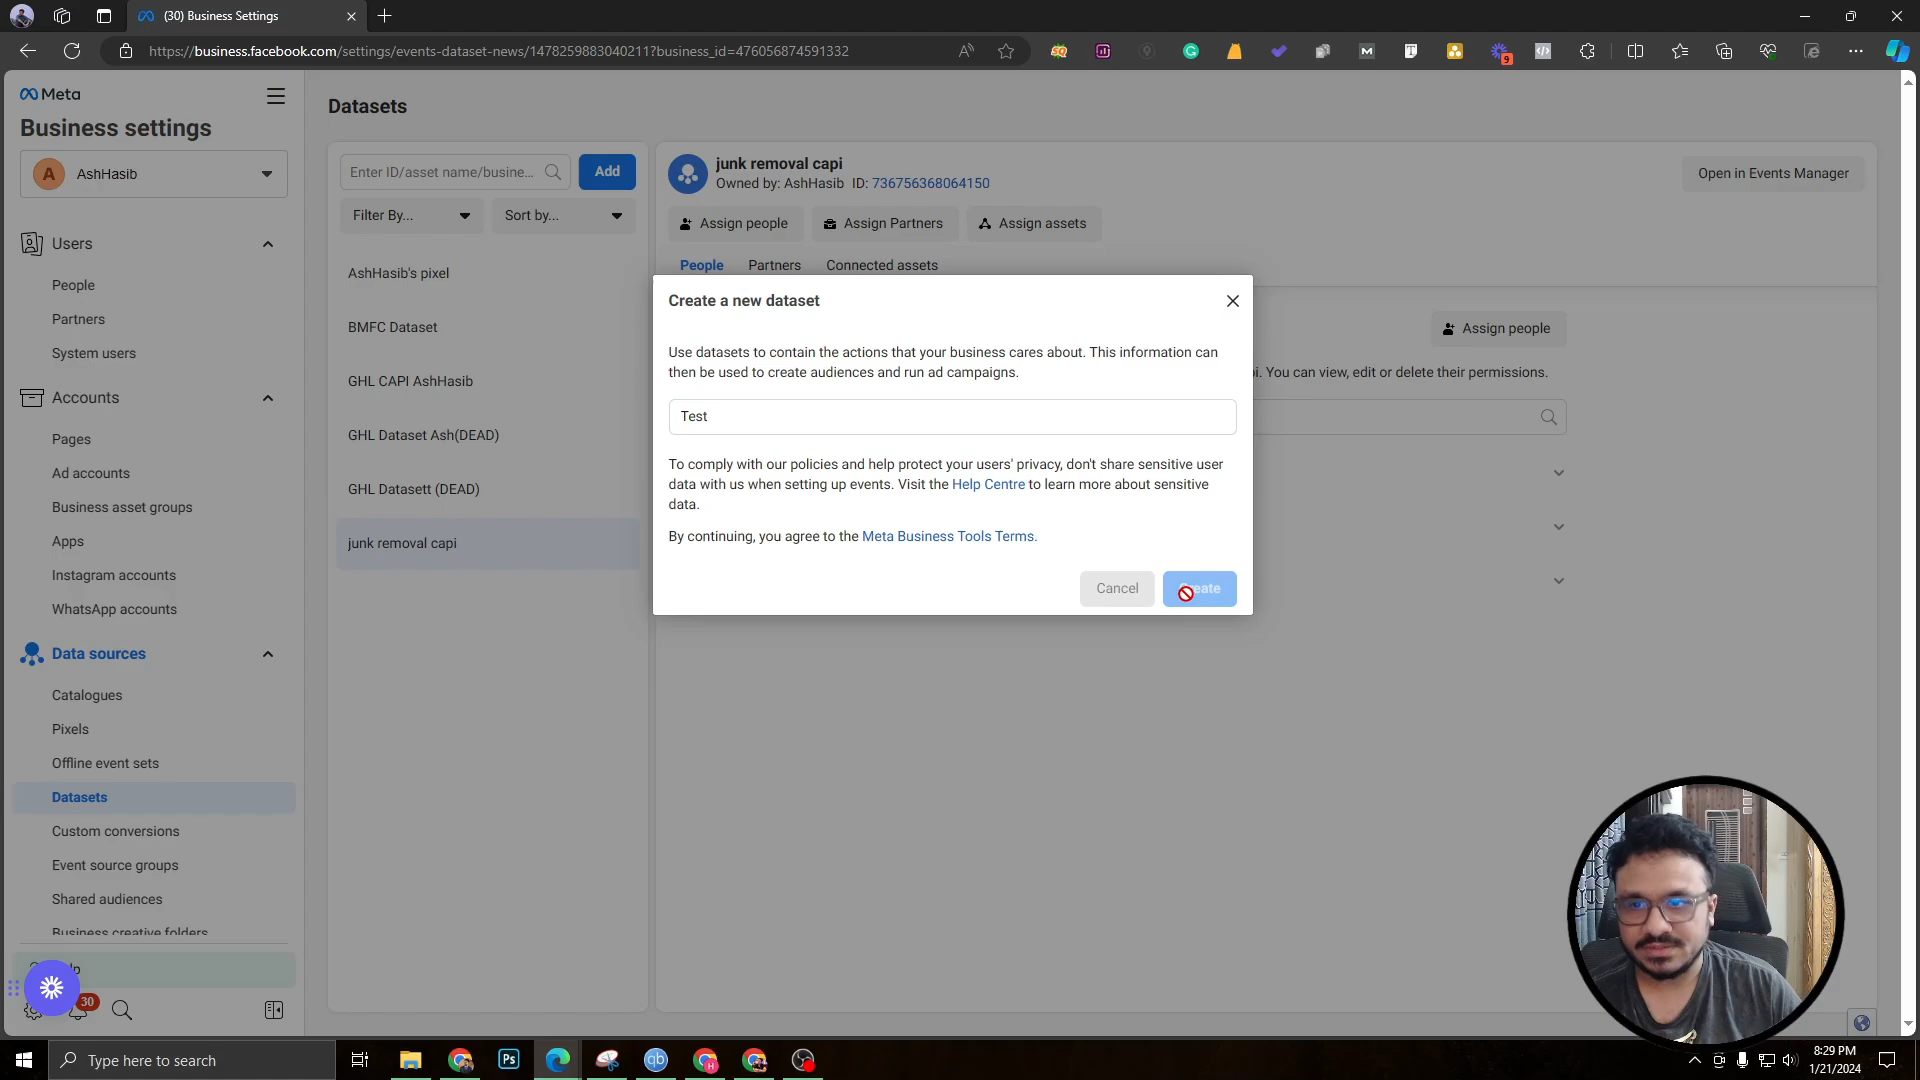 (30) Business Settings
https://business.facebook.com/settings/events-dataset-news/1478259883040211?business_id=476056874591332
9
Meta
Business settings
A
AshHasib
Users
People
Partners
System users
Accounts
Pages
Ad accounts
Business asset groups
Apps
Instagram accounts
WhatsApp accounts
Data sources
Catalogues
Pixels
Offline event sets
Datasets
Custom conversions
Event source groups
Shared audiences
Business creative folders
30
Datasets
Enter ID/asset name/busine...
Add
Filter By...
Sort by...
AshHasib's pixel
BMFC Dataset
GHL CAPI AshHasib
GHL Dataset Ash(DEAD)
GHL Datasett (DEAD)
junk removal capi
junk removal capi
Owned by: AshHasib ID: 736756368064150
Open in Events Manager
Assign people
Assign Partners
Assign assets
People
Partners
Connected assets
Assign people
You can view, edit or delete their permissions.
Create a new dataset
Use datasets to contain the actions that your business cares about. This information can
then be used to create audiences and run ad campaigns.
Test
To comply with our policies and help protect your users' privacy, don't share sensitive user
data with us when setting up events. Visit the Help Centre to learn more about sensitive
data.
By continuing, you agree to the Meta Business Tools Terms.
Cancel
Type here to search
Ps
qb
8:29 PM
1/21/2024